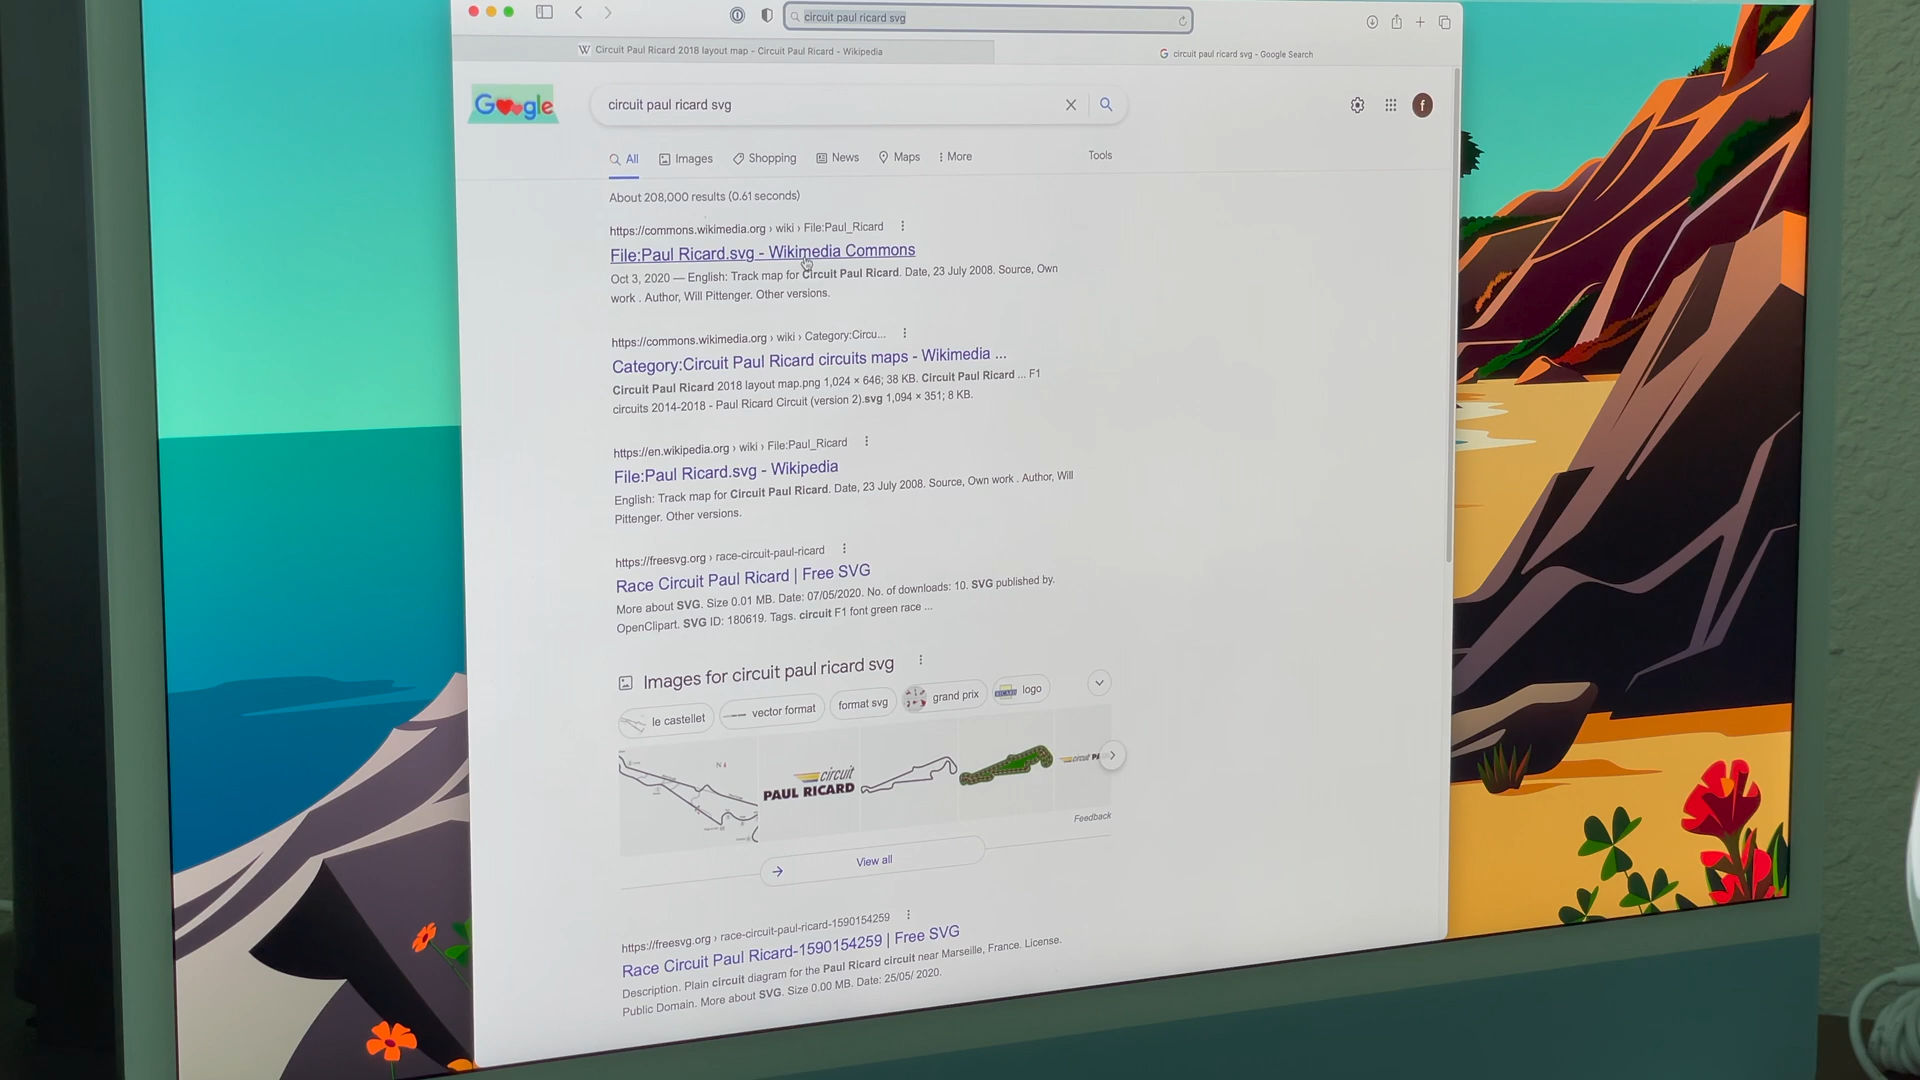 circuit paul ricard svg
Circuit Paul Ricard 2018 layout map - Circuit Paul Ricard - Wikipedia
circuit paul ricard svg - Google Search
circuit paul ricard svg
f
All
Images
Shopping
News
Maps
More
Tools
About 208,000 results (0.61 seconds)
https://commons.wikimedia.org › wiki › File:Paul_Ricard
File:Paul Ricard.svg - Wikimedia Commons
Oct 3, 2020 — English: Track map for Circuit Paul Ricard. Date, 23 July 2008. Source, Own
work . Author, Will Pittenger. Other versions.
https://commons.wikimedia.org › wiki › Category:Circu...
Category:Circuit Paul Ricard circuits maps - Wikimedia ...
Circuit Paul Ricard 2018 layout map.png 1,024 × 646; 38 KB. Circuit Paul Ricard ... F1
circuits 2014-2018 - Paul Ricard Circuit (version 2).svg 1,094 × 351; 8 KB.
https://en.wikipedia.org › wiki › File:Paul_Ricard
File:Paul Ricard.svg - Wikipedia
English: Track map for Circuit Paul Ricard. Date, 23 July 2008. Source, Own work . Author, Will
Pittenger. Other versions.
https://freesvg.org › race-circuit-paul-ricard
Race Circuit Paul Ricard | Free SVG
More about SVG. Size 0.01 MB. Date: 07/05/2020. No. of downloads: 10. SVG published by.
OpenClipart. SVG ID: 180619. Tags. circuit F1 font green race ...
Images for circuit paul ricard svg
le castellet
vector format
format svg
grand prix
logo
circuit
PAUL RICARD
Feedback
View all
https://freesvg.org › race-circuit-paul-ricard-1590154259
Race Circuit Paul Ricard-1590154259 | Free SVG
Description. Plain circuit diagram for the Paul Ricard circuit near Marseille, France. License.
Public Domain. More about SVG. Size 0.00 MB. Date: 25/05/ 2020.